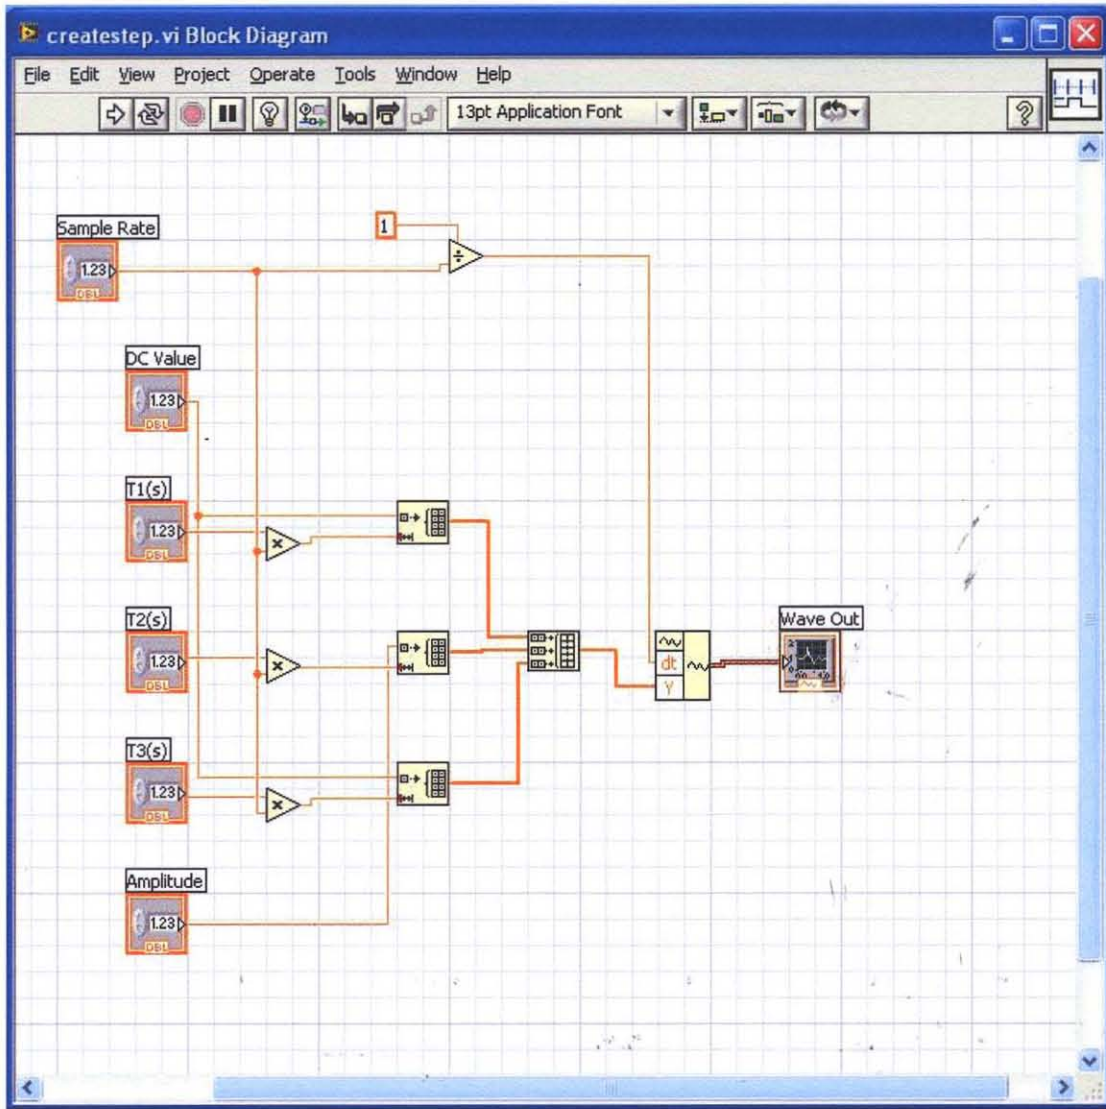 createstep.vi Block Diagram
File Edit View Project Operate Tools Window Help
13pt Application Font
?
Sample Rate
1.23
DBL
1
÷
DC Value
1.23
DBL
T1(s)
1.23
DBL
×
T2(s)
1.23
DBL
×
dt
Y
Wave Out
T3(s)
1.23
DBL
×
Amplitude
1.23
DBL